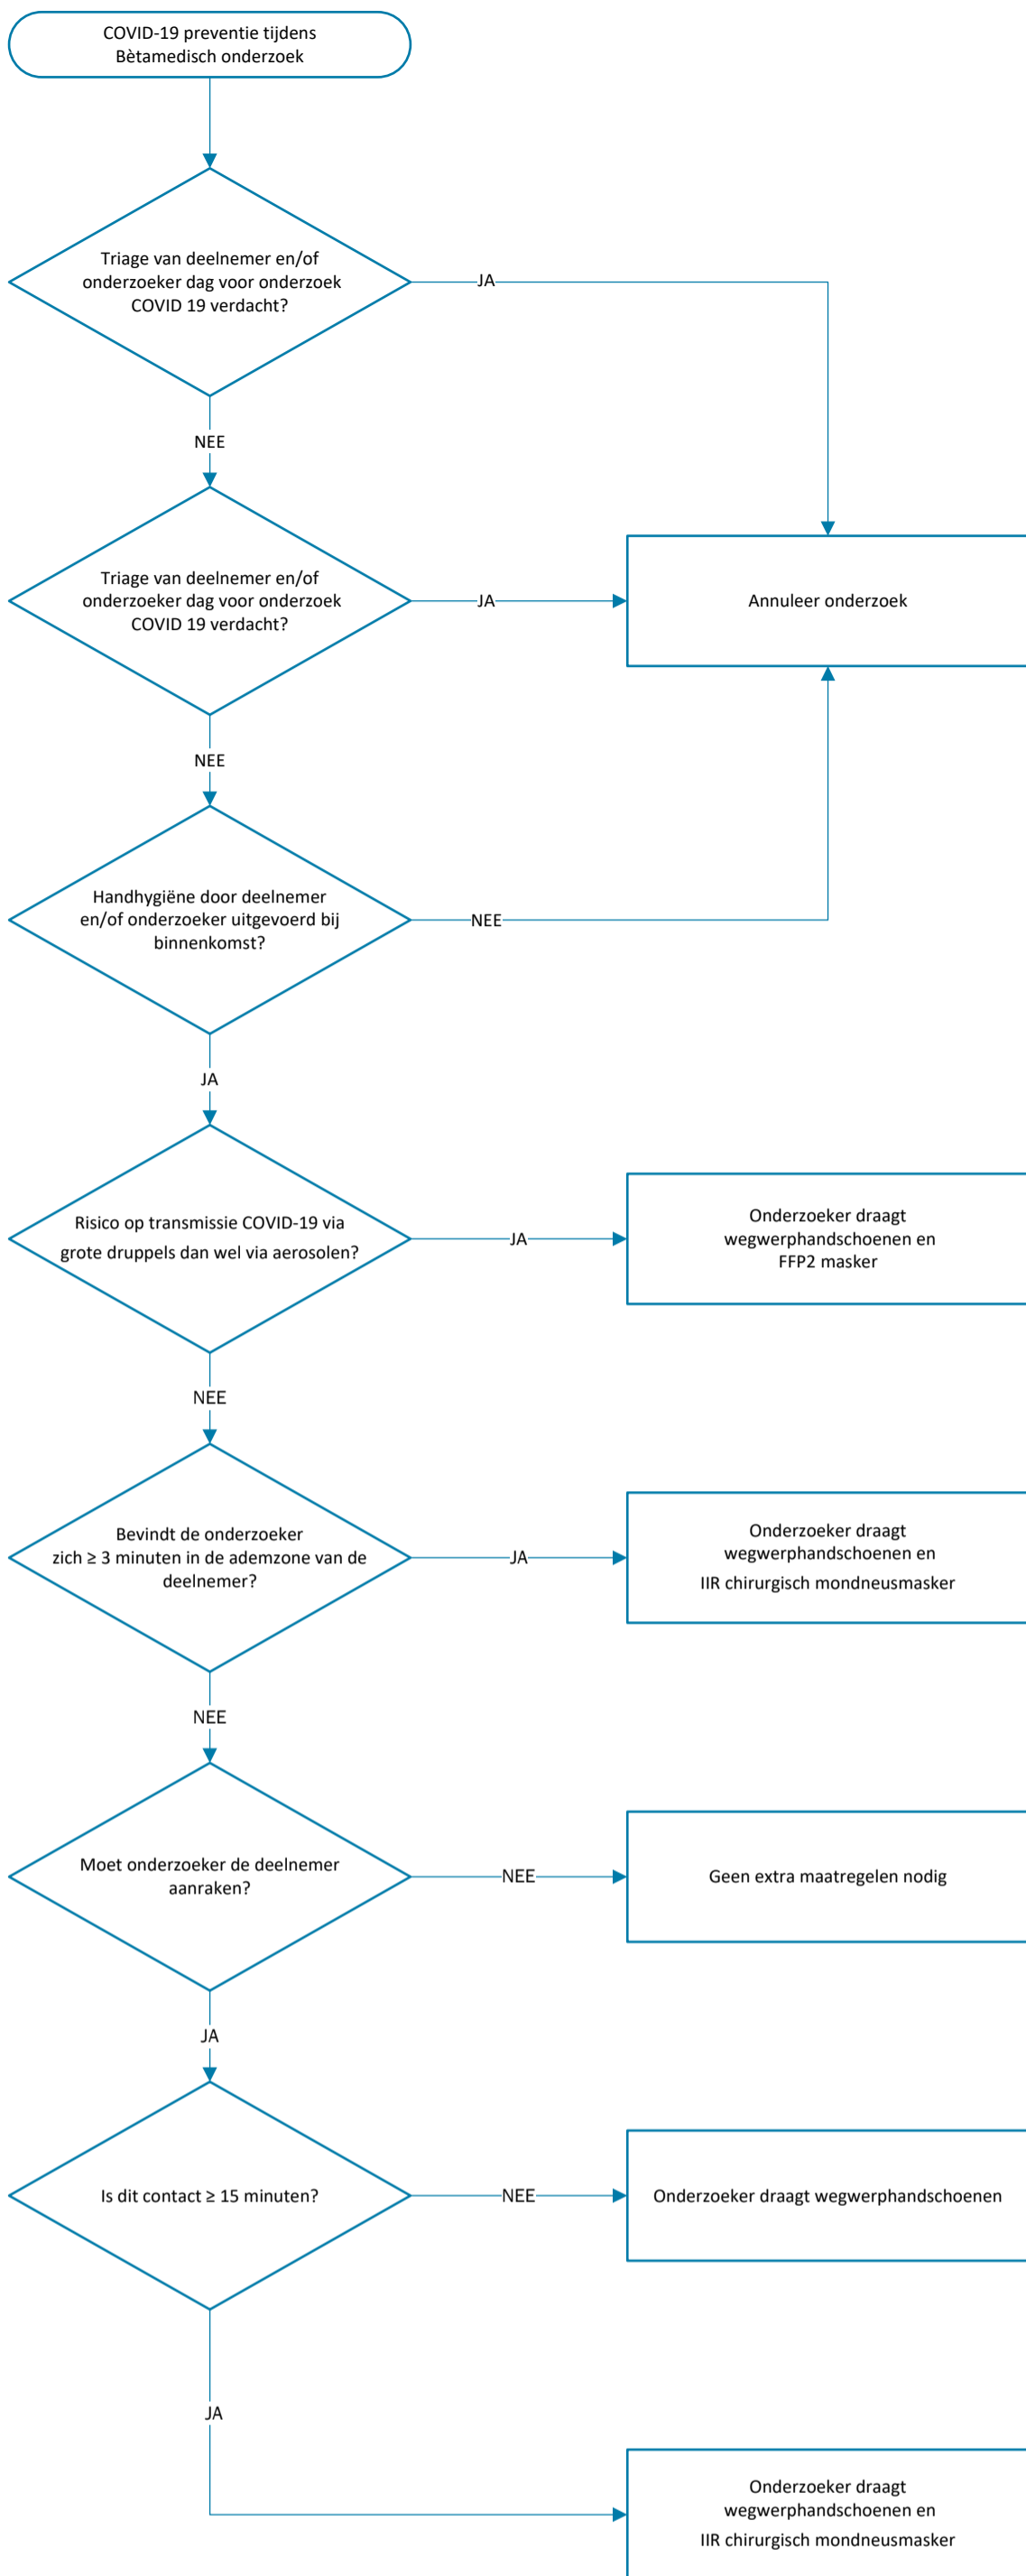 COVID-19 preventie tijdens
Bètamedisch onderzoek
Triage van deelnemer en/of
onderzoeker dag voor onderzoek
COVID 19 verdacht?
JA
NEE
Triage van deelnemer en/of
onderzoeker dag voor onderzoek
COVID 19 verdacht?
JA
Annuleer onderzoek
NEE
Handhygiëne door deelnemer
en/of onderzoeker uitgevoerd bij
binnenkomst?
NEE
JA
Risico op transmissie COVID-19 via
grote druppels dan wel via aerosolen?
JA
Onderzoeker draagt
wegwerphandschoenen en
FFP2 masker
NEE
Bevindt de onderzoeker
zich ≥ 3 minuten in de ademzone van de
deelnemer?
JA
Onderzoeker draagt
wegwerphandschoenen en
IIR chirurgisch mondneusmasker
NEE
Moet onderzoeker de deelnemer
aanraken?
NEE
Geen extra maatregelen nodig
JA
Is dit contact ≥ 15 minuten?
NEE
Onderzoeker draagt wegwerphandschoenen
JA
Onderzoeker draagt
wegwerphandschoenen en
IIR chirurgisch mondneusmasker